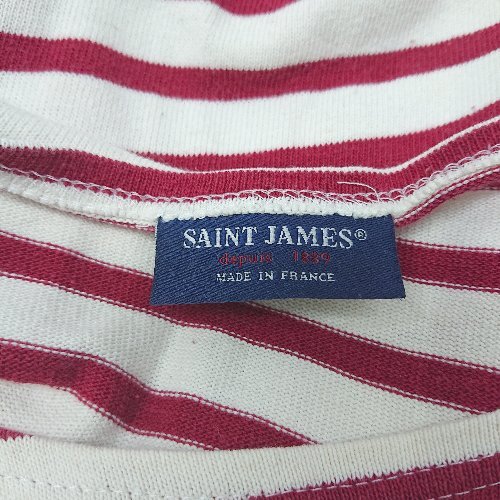 SAINT JAMES®
depuis 1889
MADE IN FRANCE